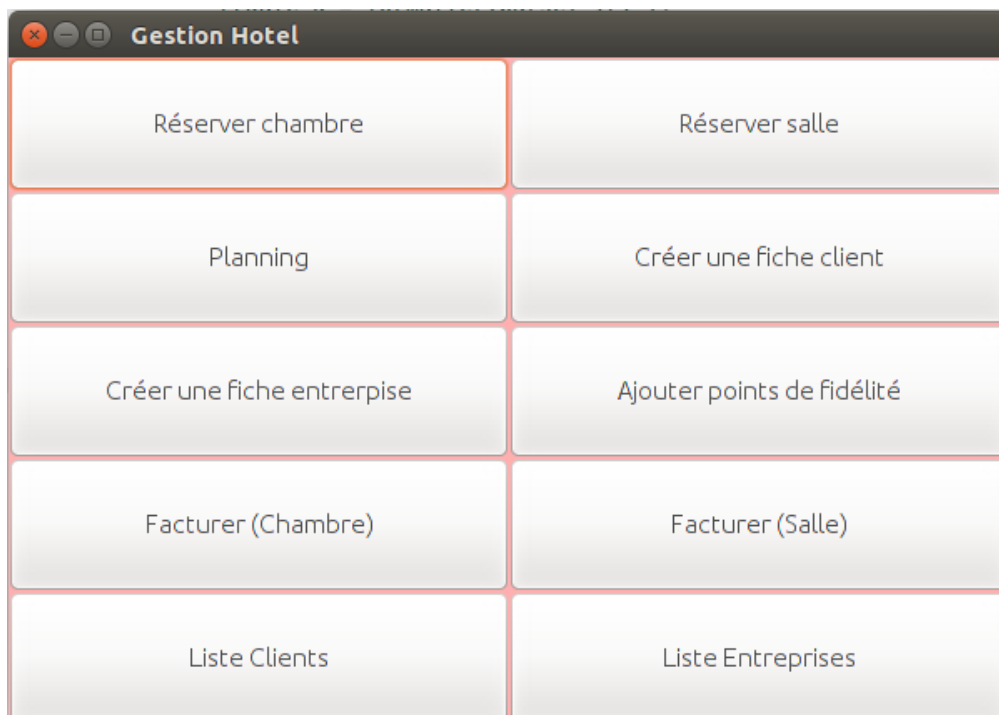 Gestion Hotel
Réserver chambre
Réserver salle
Planning
Créer une fiche client
Créer une fiche entrerpise
Ajouter points de fidélité
Facturer (Chambre)
Facturer (Salle)
Liste Clients
Liste Entreprises